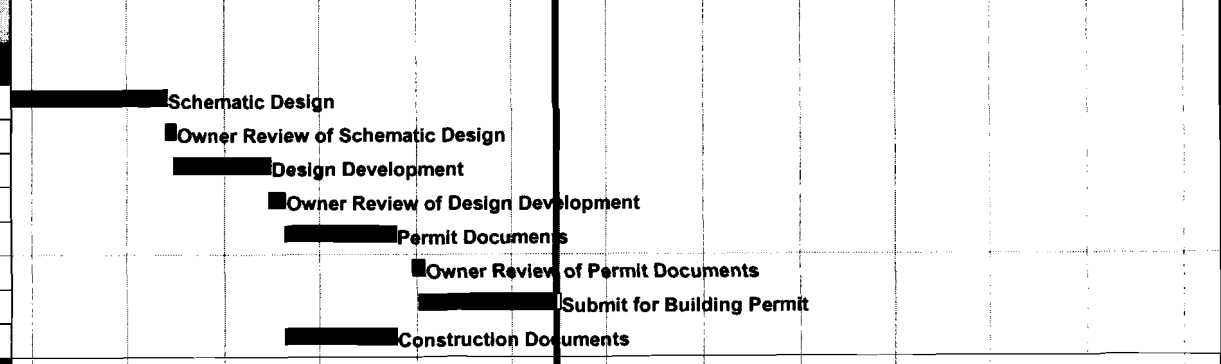 Schematic Design
Owner Review of Schematic Design
Design Development
Owner Review of Design Development
Permit Documents
Owner Review of Permit Documents
Submit for Building Permit
Construction Documents